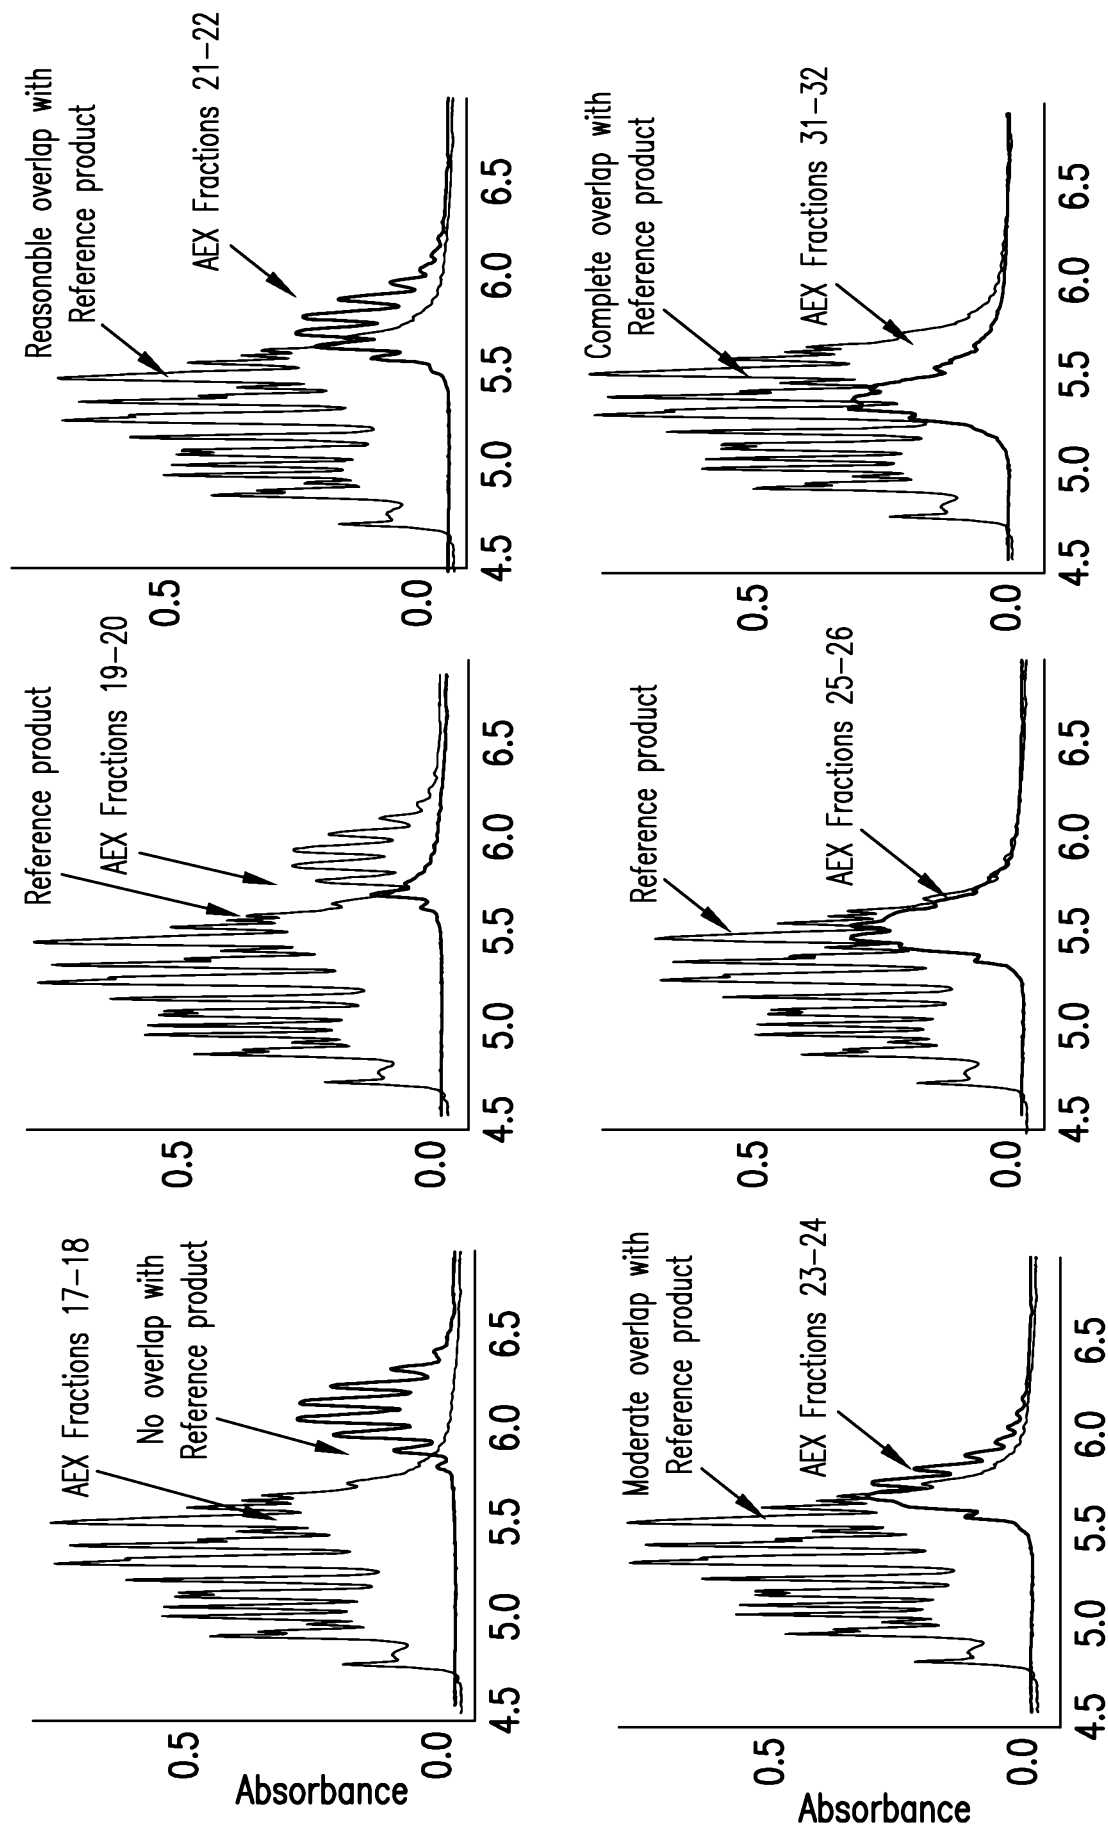 AEX Fractions 17-18
No overlap with
Reference product
0.5
0.0
Absorbance
4.5 5.0 5.5 6.0 6.5
Reference product
AEX Fractions 19-20
0.5
0.0
4.5 5.0 5.5 6.0 6.5
Reasonable overlap with
Reference product
AEX Fractions 21-22
0.5
0.0
4.5 5.0 5.5 6.0 6.5
Moderate overlap with
Reference product
AEX Fractions 23-24
0.5
0.0
Absorbance
4.5 5.0 5.5 6.0 6.5
Reference product
AEX Fractions 25-26
0.5
0.0
4.5 5.0 5.5 6.0 6.5
Complete overlap with
Reference product
AEX Fractions 31-32
0.5
0.0
4.5 5.0 5.5 6.0 6.5